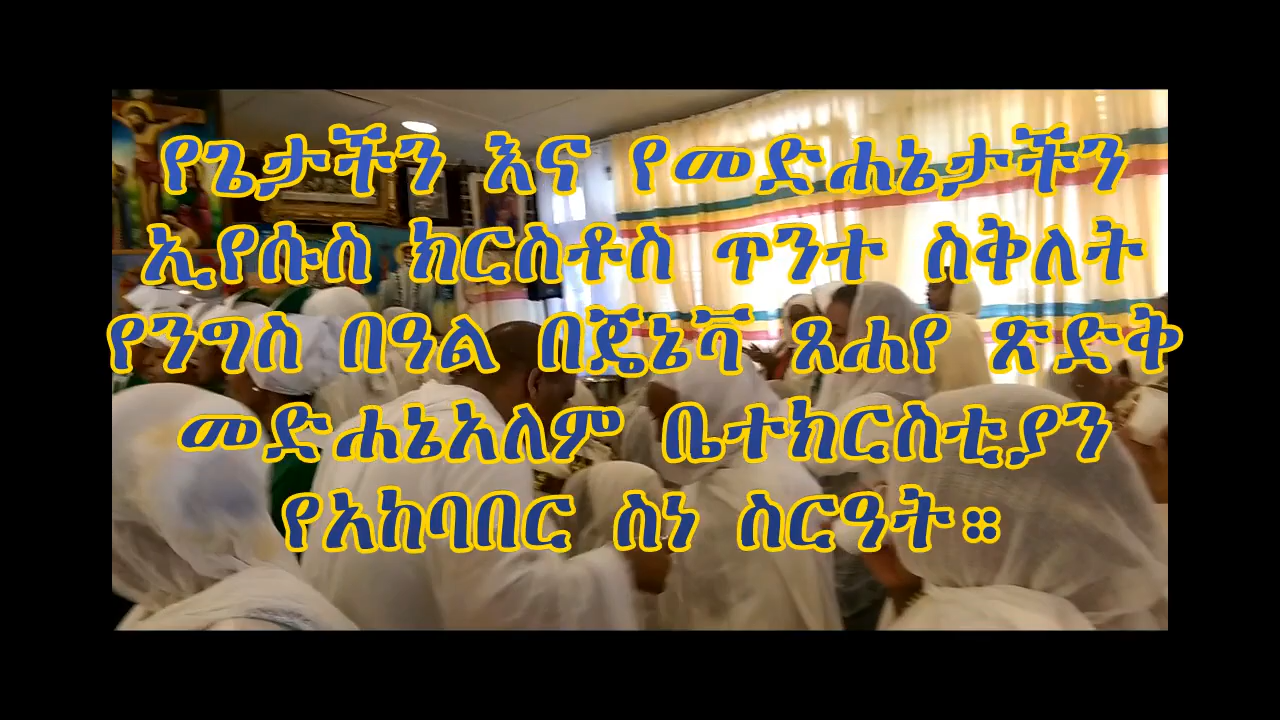 የጌታችን እና የመድሐኔታችን
ኢየሱስ ክርስቶስ ጥንተ ስቅለት
የንግስ በዓል በጄኔቫ ጸሐየ ጽድቅ
መድሐኔአለም ቤተክርስቲያን
የአከባበር ስነ ስርዓት።